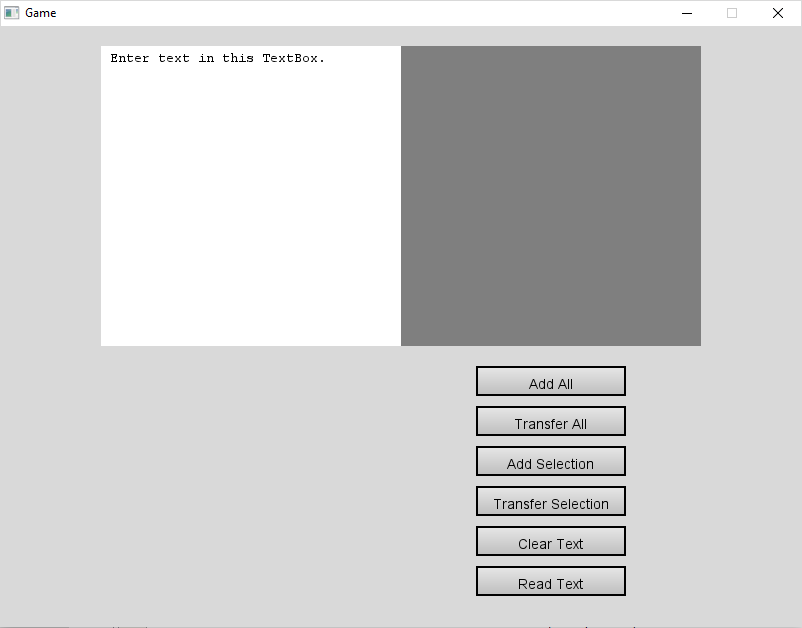 Game
Enter text in this TextBox.
Add All
Transfer All
Add Selection
Transfer Selection
Clear Text
Read Text